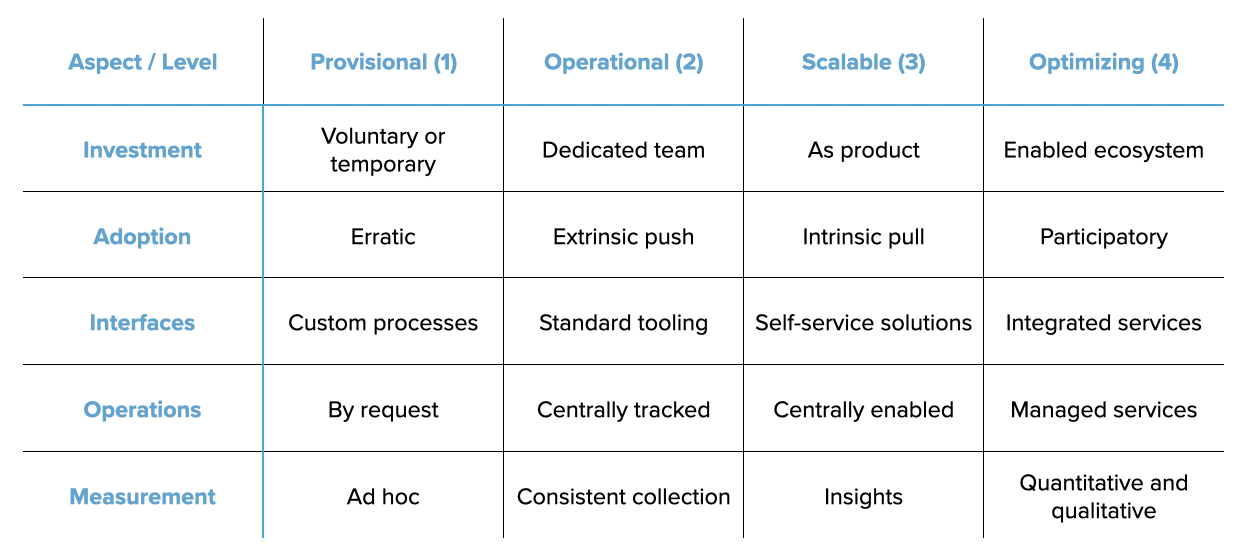 Aspect / Level Provisional (1) Operational (2) Scalable (3) Optimizing (4)
Investment Voluntary or temporary Dedicated team As product Enabled ecosystem
Adoption Erratic Extrinsic push Intrinsic pull Participatory
Interfaces Custom processes Standard tooling Self-service solutions Integrated services
Operations By request Centrally tracked Centrally enabled Managed services
Measurement Ad hoc Consistent collection Insights Quantitative and qualitative